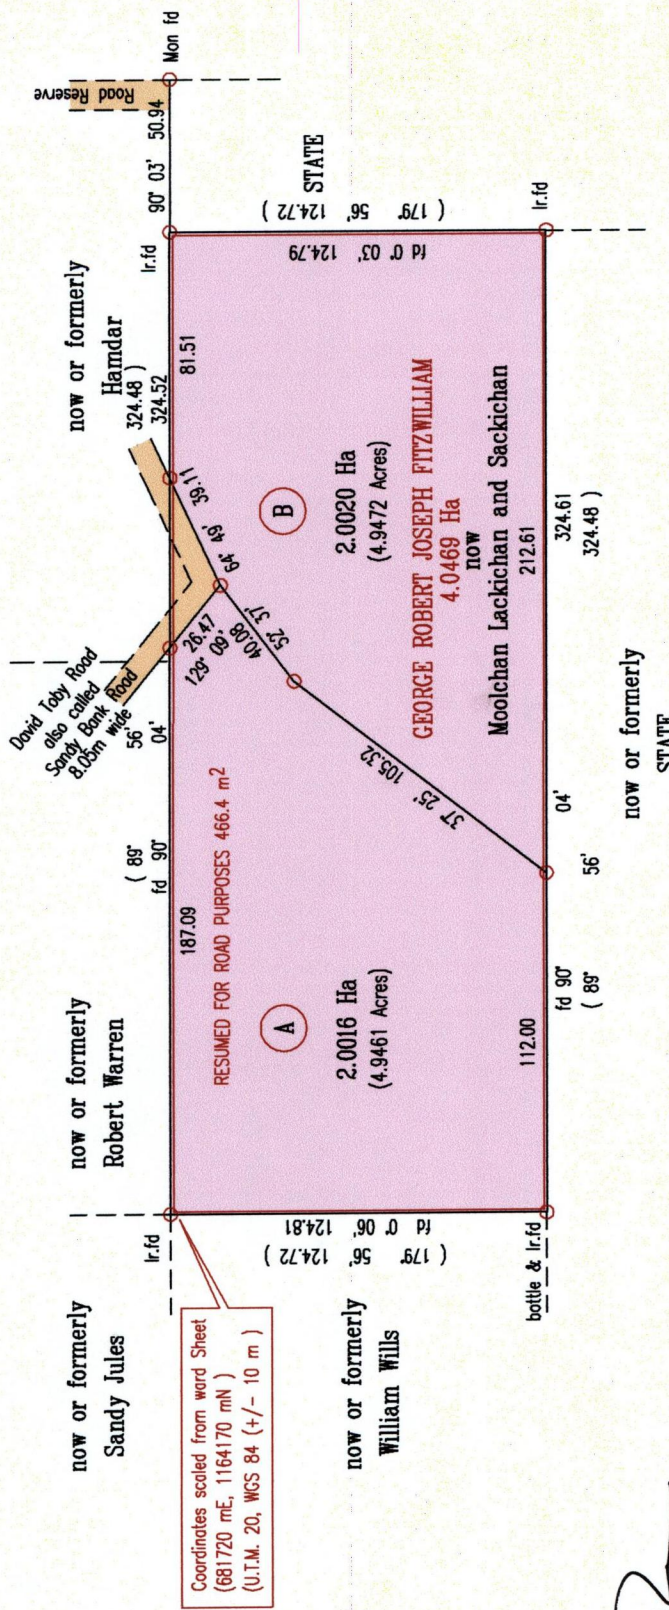 now or formerly
Sandy Jules
now or formerly
Robert Warren
now or formerly
Hamdar
David Toby Road
also called
Sandy Bank Road
8.05m wide
Road Reserve
Mon fd
90° 03' 50.94
Ir.fd
Ir.fd
( 89° 56' 324.48 )
fd 90° 04' 324.52
187.09
81.51
26.47
129° 09'
64° 49' 39.11
52° 37'
40.08
37° 25' 105.32
RESUMED FOR ROAD PURPOSES 466.4 m2
Coordinates scaled from ward Sheet
(681720 mE, 1164170 mN )
(U.T.M. 20, WGS 84 (+/- 10 m )
A
2.0016 Ha
(4.9461 Acres)
B
2.0020 Ha
(4.9472 Acres)
GEORGE ROBERT JOSEPH FITZWILLIAM
4.0469 Ha
now
Moolchan Lackichan and Sackichan
fd 0° 06' 124.81
( 179° 56' 124.72 )
fd 0° 03' 124.79
( 179° 56' 124.72 )
STATE
now or formerly
William Wills
bottle & Ir.fd
Ir.fd
112.00
212.61
fd 90° 04' 324.61
( 89° 56' 324.48 )
now or formerly
STATE